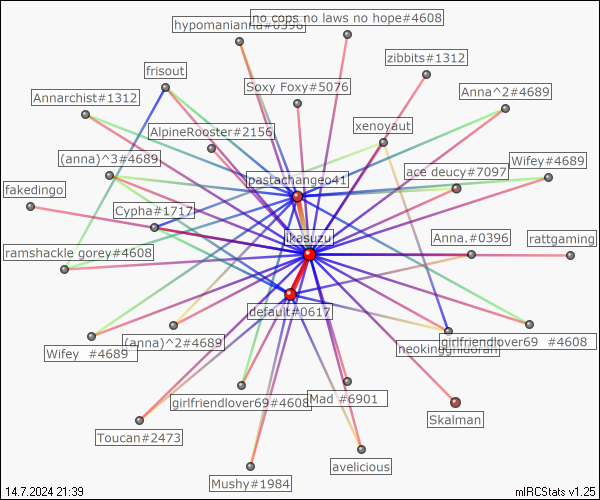 no cops no laws no hope#4608
hypomanianna#0396
zibbits#1312
frisout
Soxy Foxy#5076
Annarchist#1312
Anna^2#4689
AlpineRooster#2156
xenoyaut
(anna)^3#4689
pastachangeo41
ace deucy#7097
Wifey#4689
fakedingo
Cypha#1717
ikasuzu
Anna.#0396
rattgaming
ramshackle gorey#4608
default#0617
Wifey #4689
(anna)^2#4689
girlfriendlover69 #4608
girlfriendlover69#4608
Mad #6901
Skalman
Toucan#2473
avelicious
Mushy#1984
14.7.2024 21:39
mIRCStats v1.25